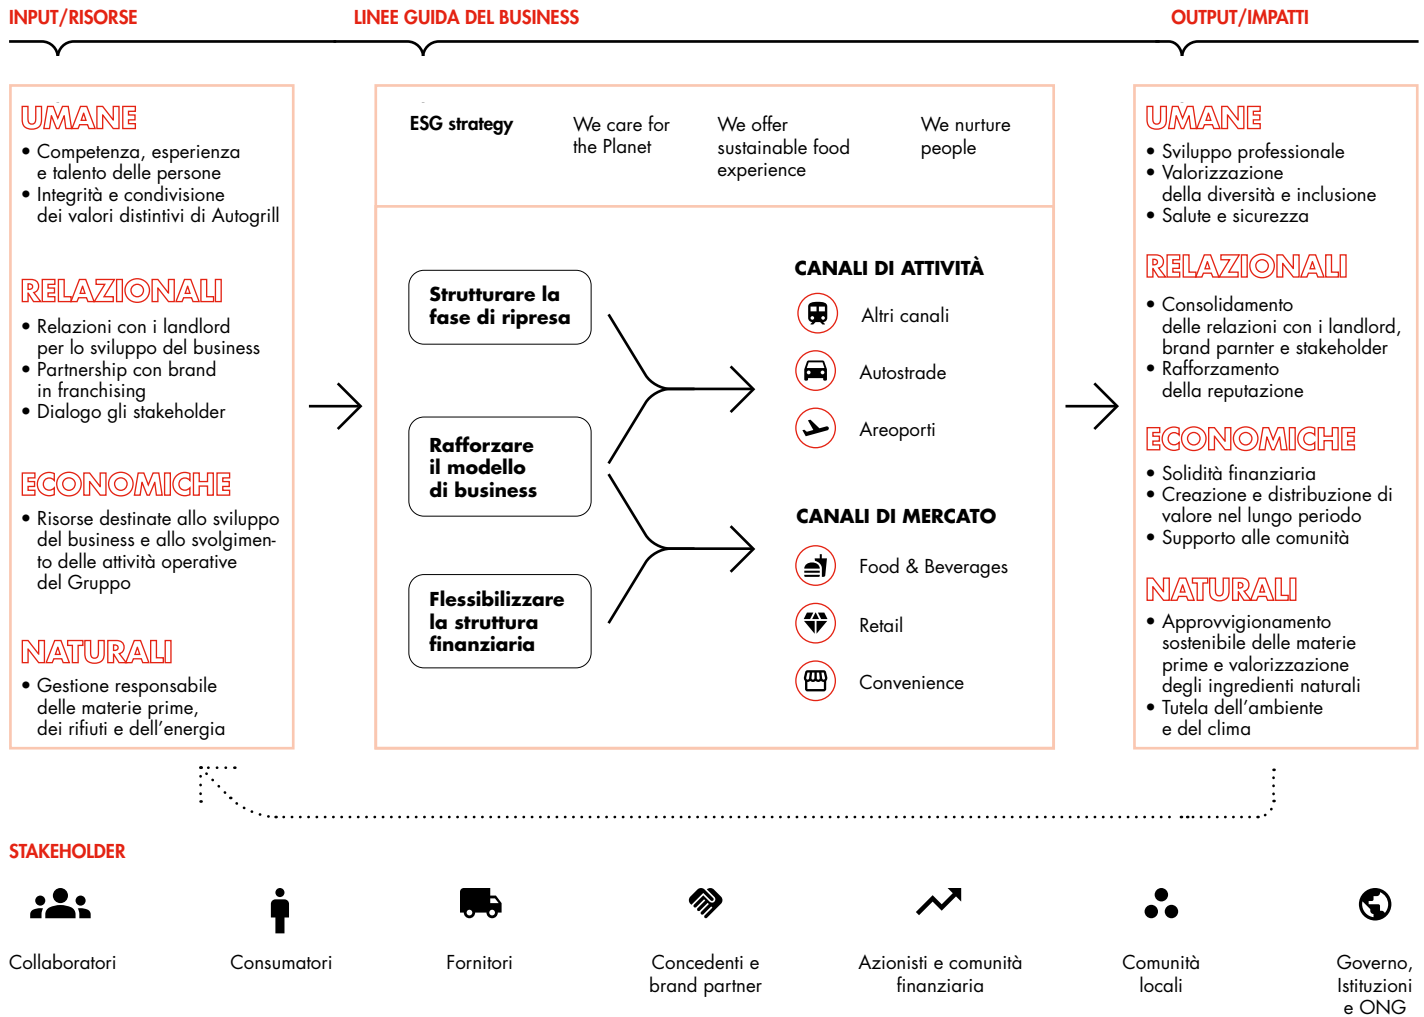 INPUT/RISORSE
LINEE GUIDA DEL BUSINESS
OUTPUT/IMPATTI
UMANE
• Competenza, esperienza
e talento delle persone
• Integrità e condivisione
dei valori distintivi di Autogrill
RELAZIONALI
• Relazioni con i landlord
per lo sviluppo del business
• Partnership con brand
in franchising
• Dialogo gli stakeholder
ECONOMICHE
• Risorse destinate allo sviluppo
del business e allo svolgimen-
to delle attività operative
del Gruppo
NATURALI
• Gestione responsabile
delle materie prime,
dei rifiuti e dell'energia
ESG strategy
We care for
the Planet
We offer
sustainable food
experience
We nurture
people
Strutturare la
fase di ripresa
Rafforzare
il modello
di business
Flessibilizzare
la struttura
finanziaria
CANALI DI ATTIVITÀ
Altri canali
Autostrade
Areoporti
CANALI DI MERCATO
Food & Beverages
Retail
Convenience
UMANE
• Sviluppo professionale
• Valorizzazione
della diversità e inclusione
• Salute e sicurezza
RELAZIONALI
• Consolidamento
delle relazioni con i landlord,
brand parnter e stakeholder
• Rafforzamento
della reputazione
ECONOMICHE
• Solidità finanziaria
• Creazione e distribuzione di
valore nel lungo periodo
• Supporto alle comunità
NATURALI
• Approvvigionamento
sostenibile delle materie
prime e valorizzazione
degli ingredienti naturali
• Tutela dell'ambiente
e del clima
STAKEHOLDER
Collaboratori
Consumatori
Fornitori
Concedenti e
brand partner
Azionisti e comunità
finanziaria
Comunità
locali
Governo,
Istituzioni
e ONG